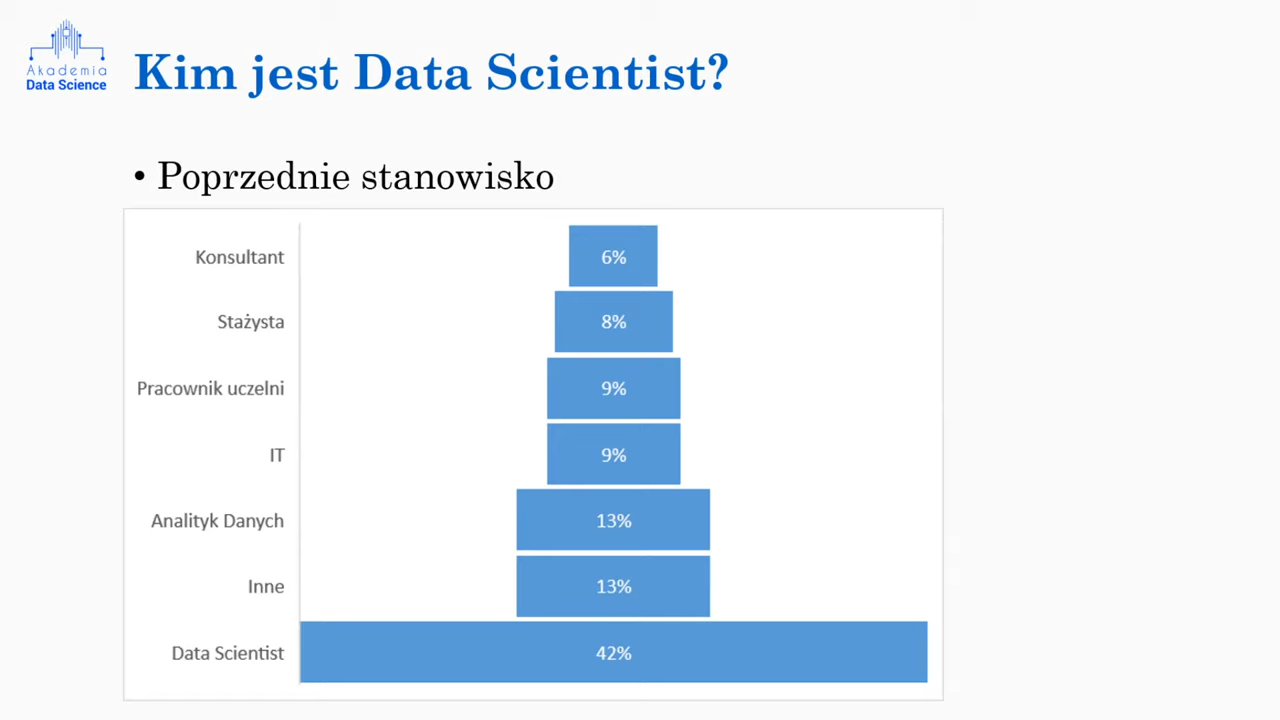 Akademia
Data Science
Kim jest Data Scientist?
• Poprzednie stanowisko
Konsultant 6%
Stażysta 8%
Pracownik uczelni 9%
IT 9%
Analityk Danych 13%
Inne 13%
Data Scientist 42%